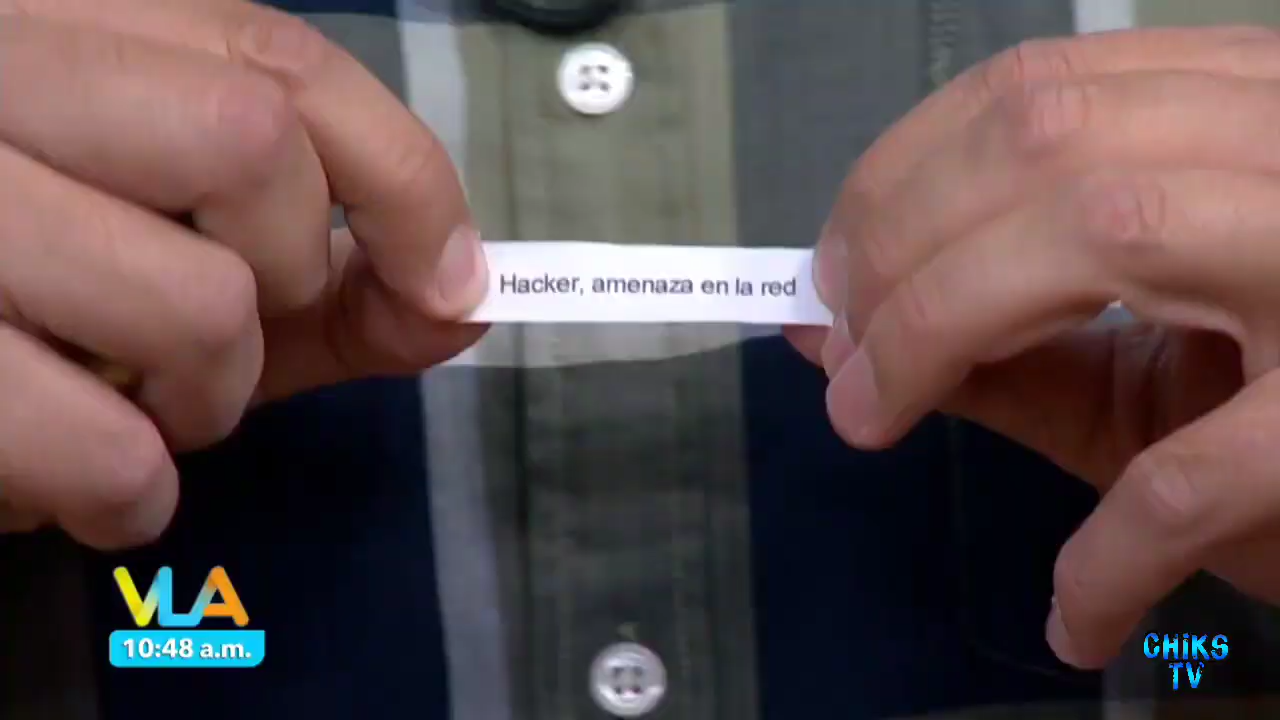 Hacker, amenaza en la red
VLA
10:48 a.m.
CHiKS
TV